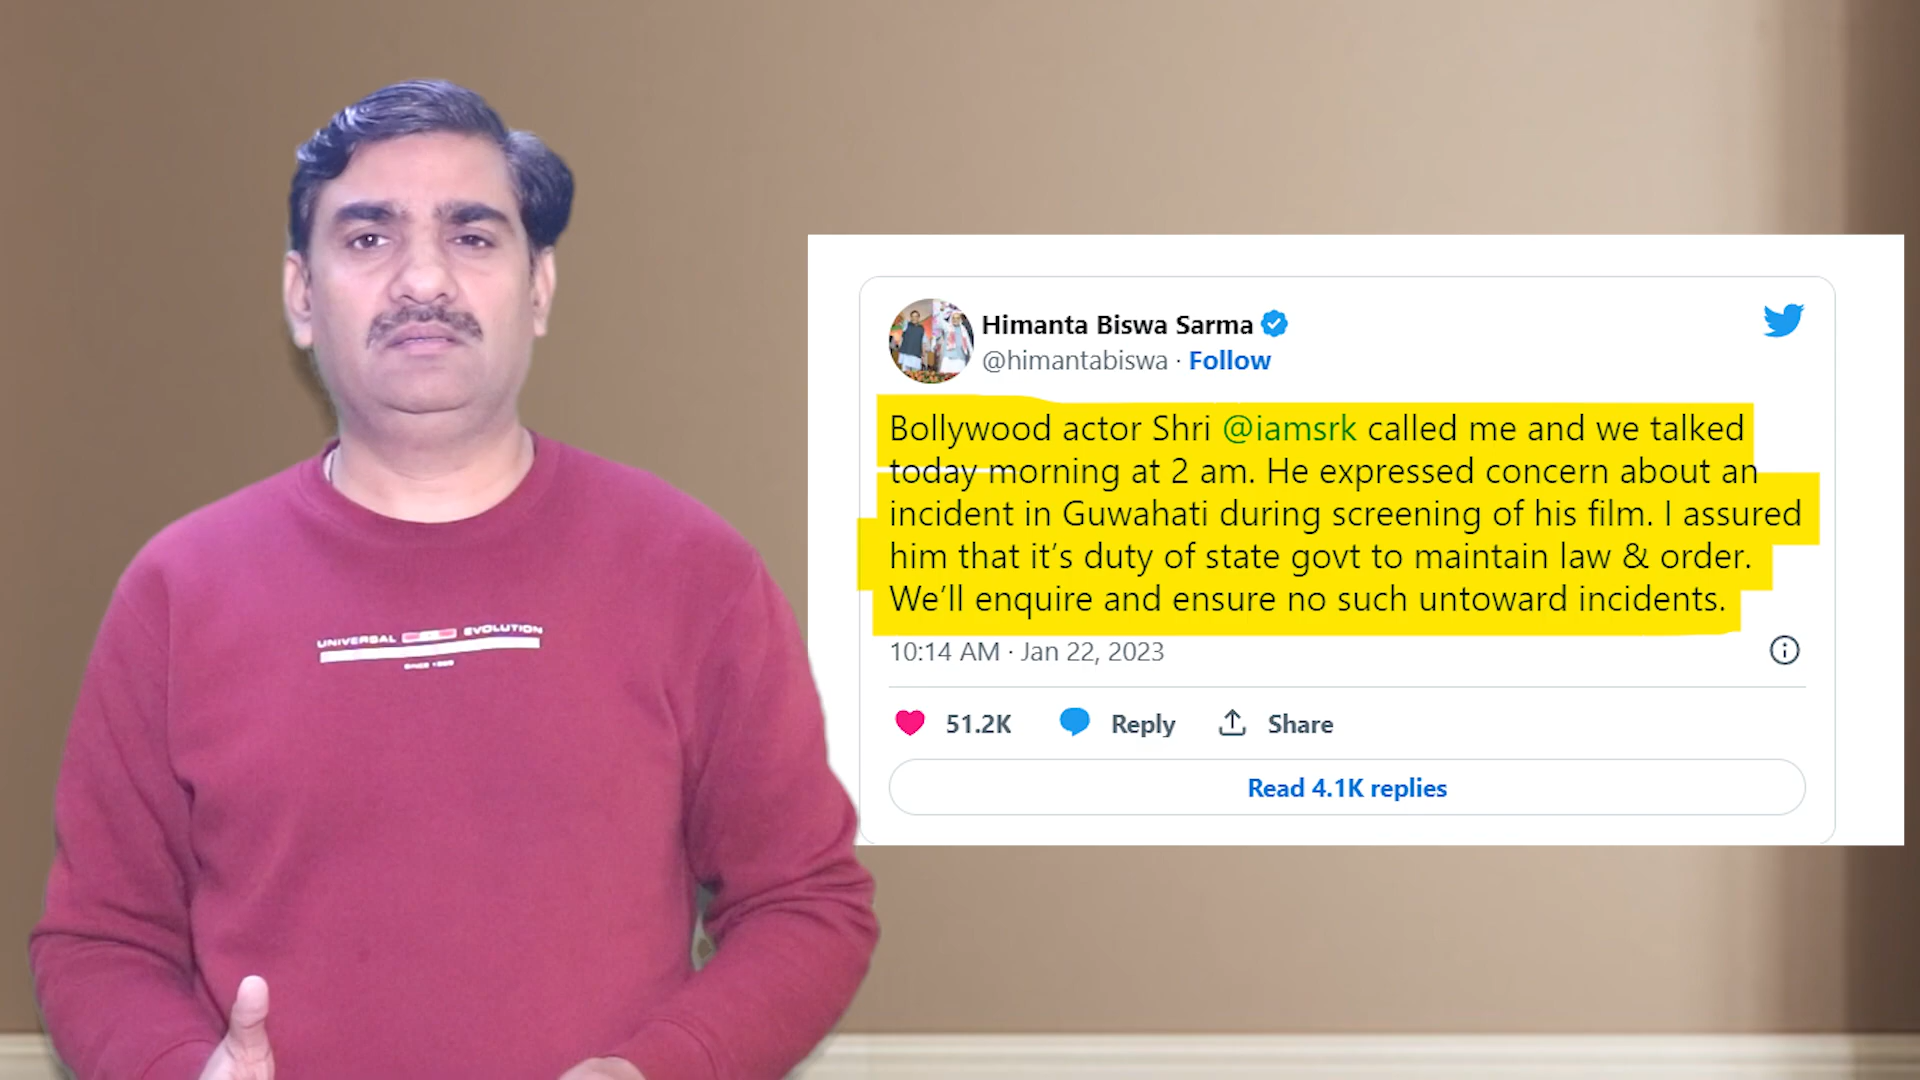 UNIVERSAL EVOLUTION
Himanta Biswa Sarma
@himantabiswa · Follow
Bollywood actor Shri @iamsrk called me and we talked
today morning at 2 am. He expressed concern about an
incident in Guwahati during screening of his film. I assured
him that it's duty of state govt to maintain law & order.
We'll enquire and ensure no such untoward incidents.
10:14 AM · Jan 22, 2023
51.2K Reply Share
Read 4.1K replies